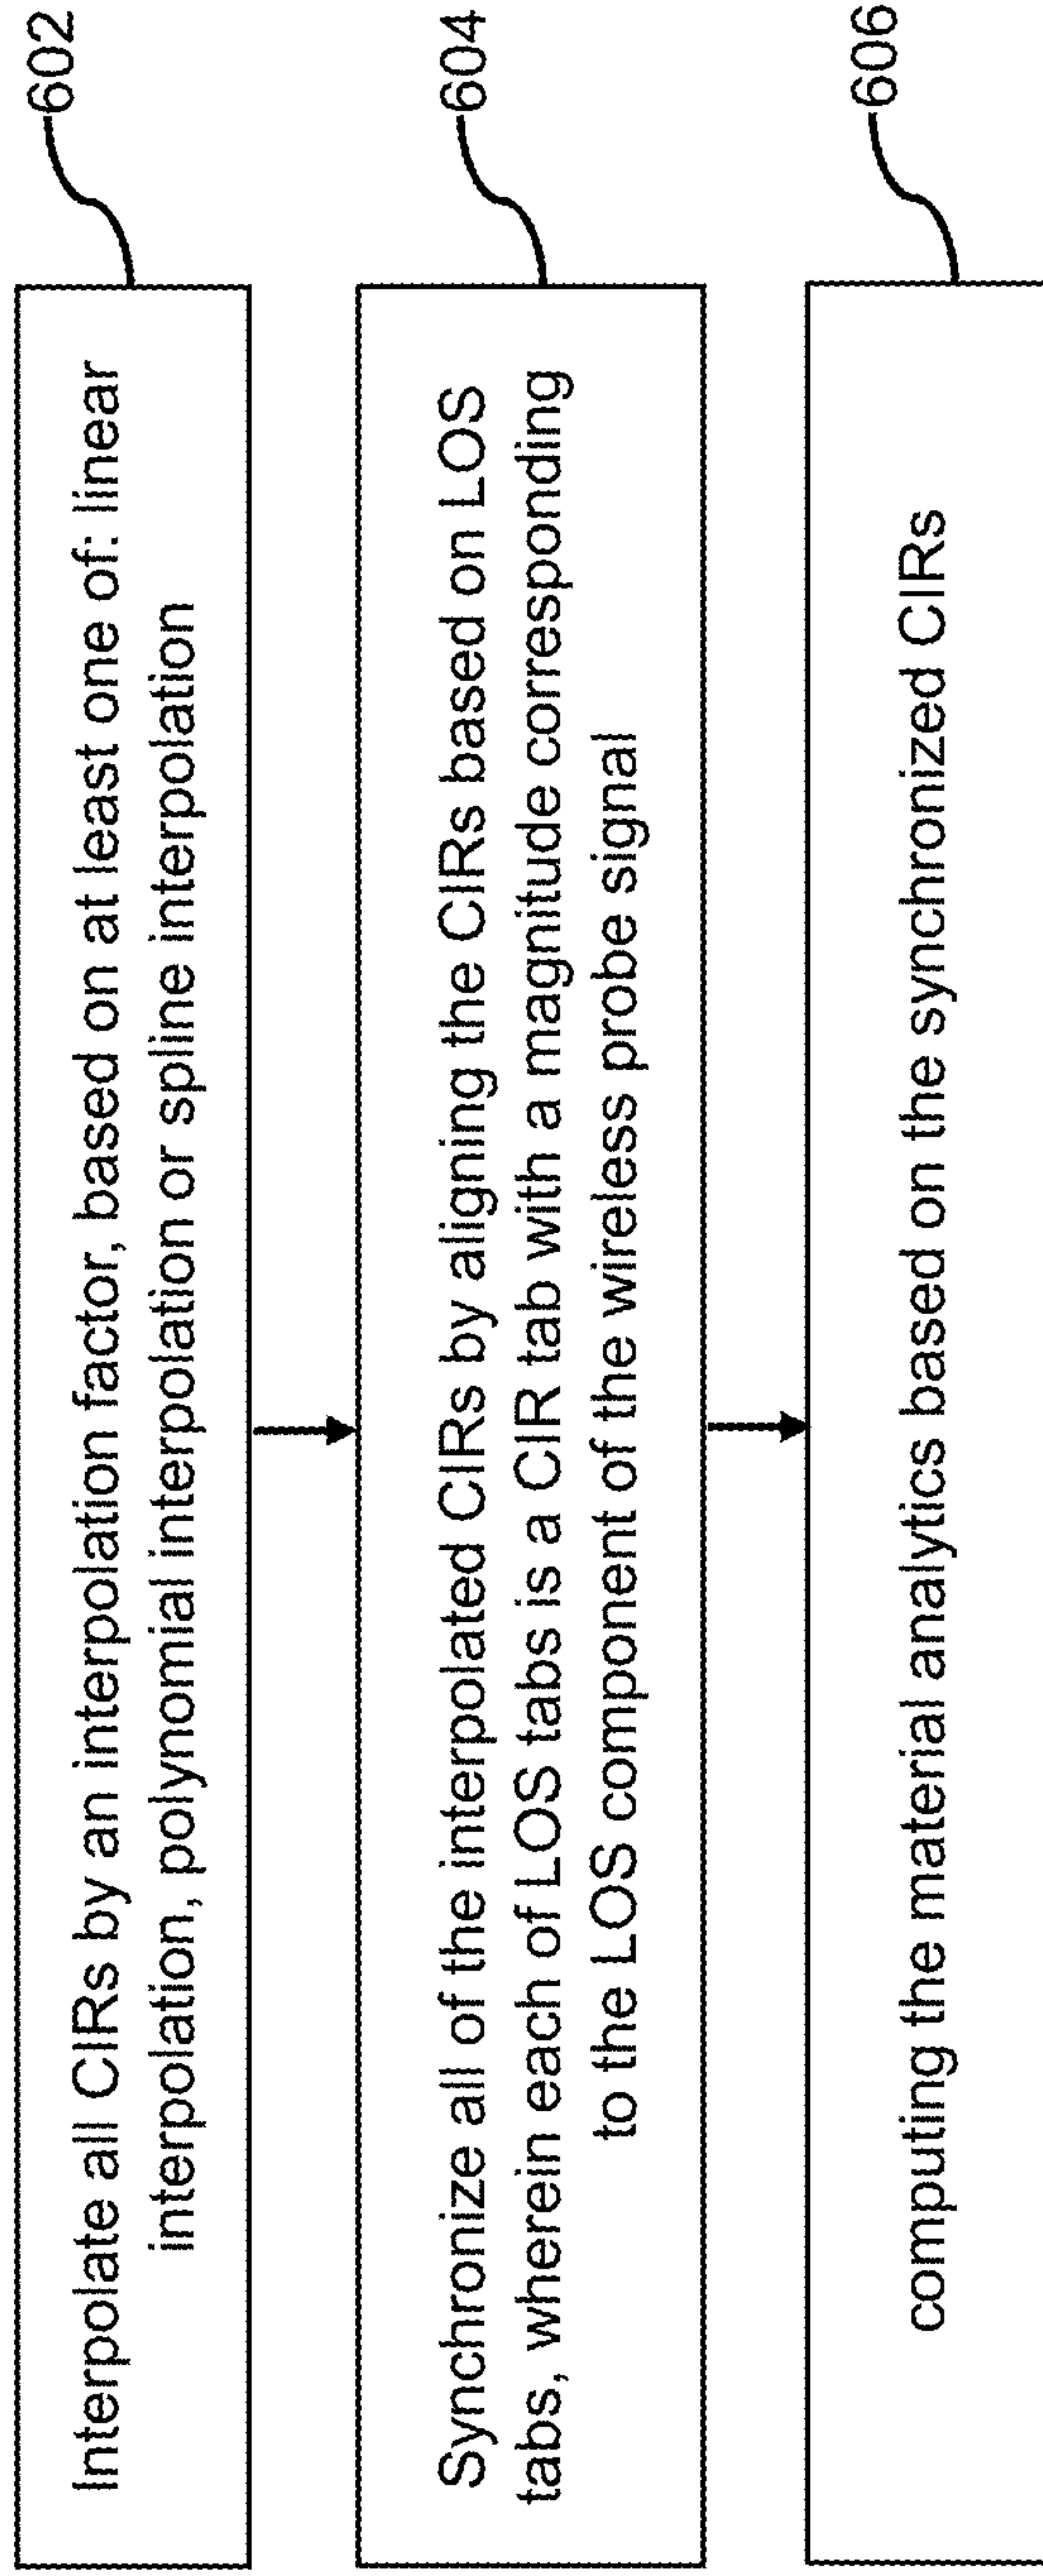 Interpolate all CIRs by an interpolation factor, based on at least one of: linear
interpolation, polynomial interpolation or spline interpolation
602
Synchronize all of the interpolated CIRs by aligning the CIRs based on LOS
tabs, wherein each of LOS tabs is a CIR tab with a magnitude corresponding
to the LOS component of the wireless probe signal
604
computing the material analytics based on the synchronized CIRs
606